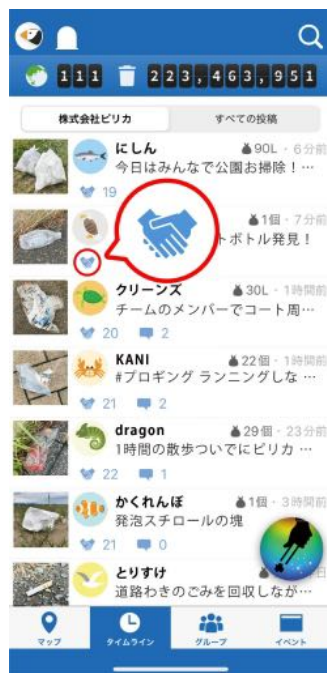 111 223,463,951
株式会社ピリカ すべての投稿
にしん 90L・6分前
今日はみんなで公園お掃除！…
19
1個・7分前
トボトル発見！
クリーンズ 30L・1時間前
チームのメンバーでコート周…
20 2
KANI 22個・1時間前
#プロギング ランニングしな…
21 2
dragon 29個・23分前
1時間の散歩ついでにピリカ…
22 1
かくれんぼ 1個・3時間前
発泡スチロールの塊
21 0
とりすけ 日
道路わきのごみを回収しなが…
マップ タイムライン グループ イベント